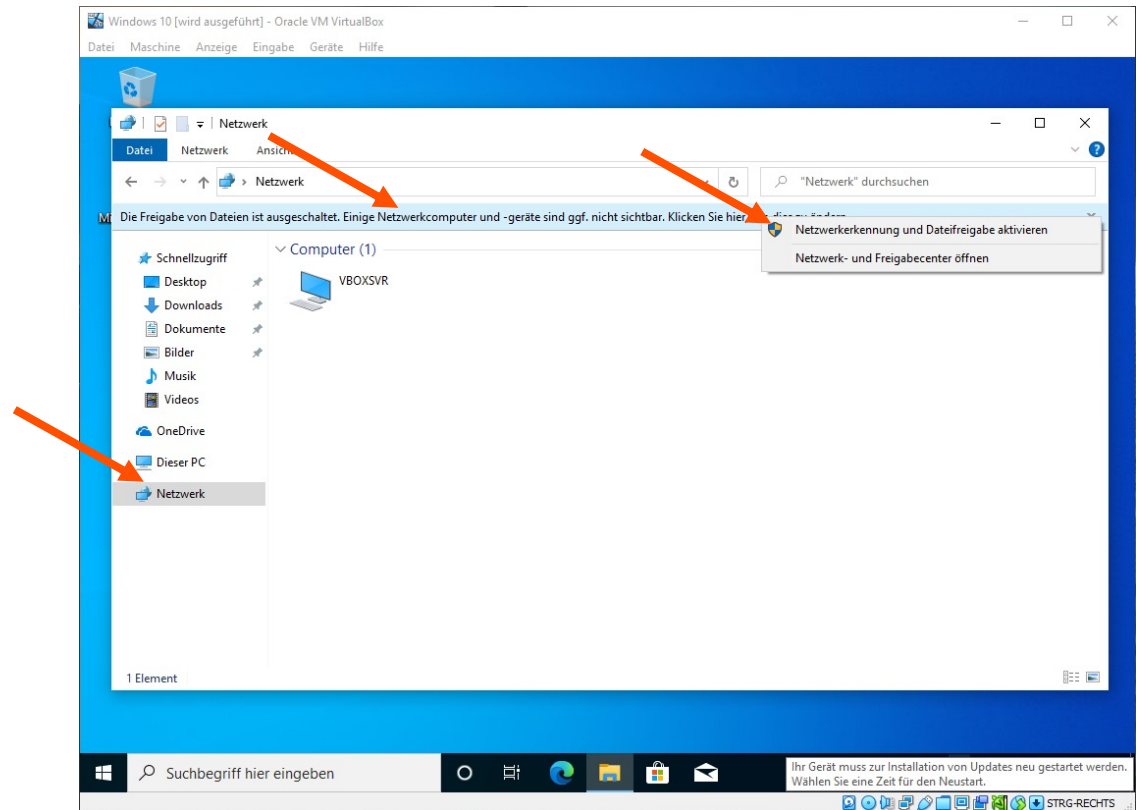 Windows 10 [wird ausgeführt] - Oracle VM VirtualBox
Datei Maschine Anzeige Eingabe Geräte Hilfe
Netzwerk
Datei Netzwerk
Netzwerk
"Netzwerk" durchsuchen
Die Freigabe von Dateien ist ausgeschaltet. Einige Netzwerkcomputer und -geräte sind ggf. nicht sichtbar. Klicken Sie hier
Netzwerkerkennung und Dateifreigabe aktivieren
Netzwerk- und Freigabecenter öffnen
Schnellzugriff
Desktop
Downloads
Dokumente
Bilder
Musik
Videos
OneDrive
Dieser PC
Netzwerk
Computer (1)
VBOXSVR
1 Element
Suchbegriff hier eingeben
Ihr Gerät muss zur Installation von Updates neu gestartet werden.
Wählen Sie eine Zeit für den Neustart.
STRG-RECHTS